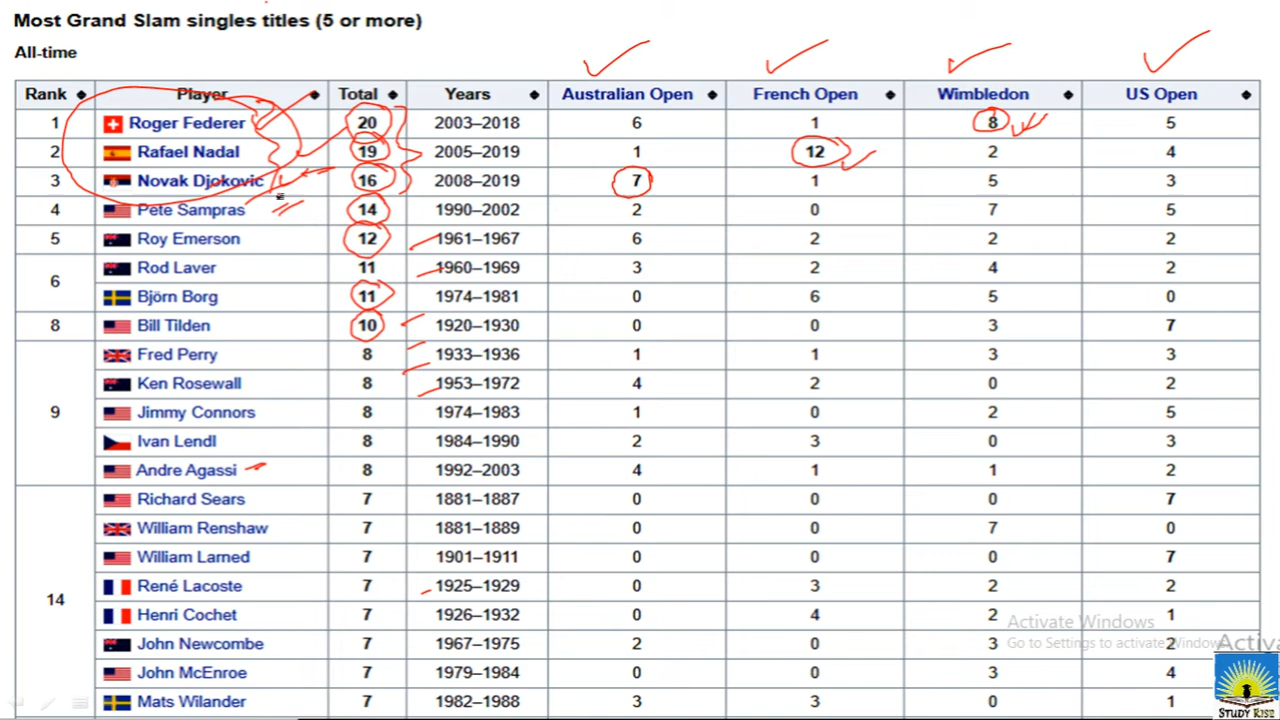 Most Grand Slam singles titles (5 or more)
All-time
Rank Player Total Years Australian Open French Open Wimbledon US Open
1 Roger Federer 20 2003–2018 6 1 8 5
2 Rafael Nadal 19 2005–2019 1 12 2 4
3 Novak Djokovic 16 2008–2019 7 1 5 3
4 Pete Sampras 14 1990–2002 2 0 7 5
5 Roy Emerson 12 1961–1967 6 2 2 2
6 Rod Laver 11 1960–1969 3 2 4 2
Björn Borg 11 1974–1981 0 6 5 0
8 Bill Tilden 10 1920–1930 0 0 3 7
9 Fred Perry 8 1933–1936 1 1 3 3
Ken Rosewall 8 1953–1972 4 2 0 2
Jimmy Connors 8 1974–1983 1 0 2 5
Ivan Lendl 8 1984–1990 2 3 0 3
Andre Agassi 8 1992–2003 4 1 1 2
14 Richard Sears 7 1881–1887 0 0 0 7
William Renshaw 7 1881–1889 0 0 7 0
William Larned 7 1901–1911 0 0 0 7
René Lacoste 7 1925–1929 0 3 2 2
Henri Cochet 7 1926–1932 0 4 2 1
John Newcombe 7 1967–1975 2 0 3 2
John McEnroe 7 1979–1984 0 0 3 4
Mats Wilander 7 1982–1988 3 3 0 1
Activate Windows
Go to Settings to activate Windows
Activ
STUDY RISE